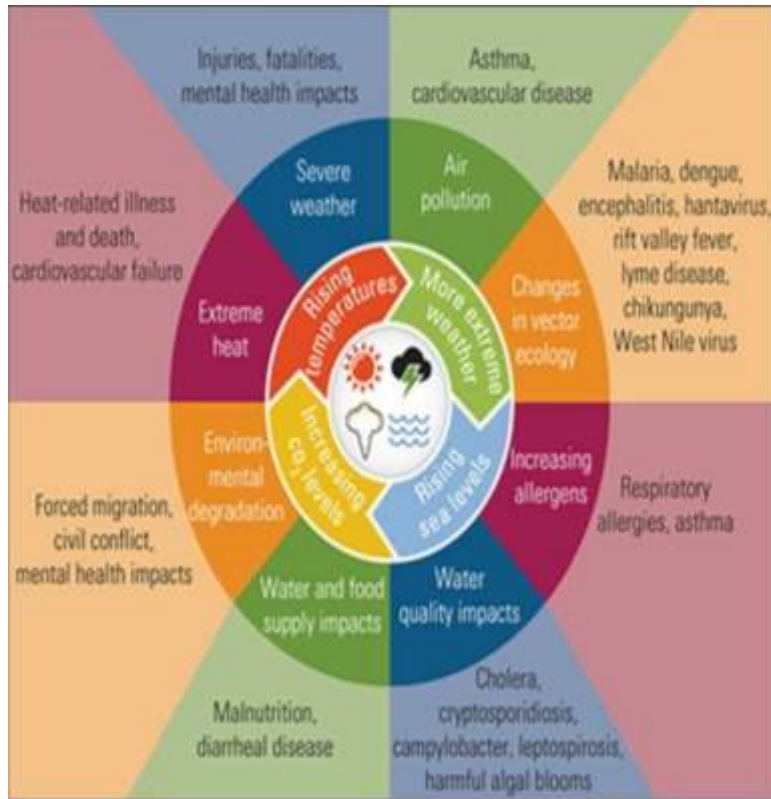 Injuries, fatalities,
mental health impacts
Asthma,
cardiovascular disease
Severe
weather
Air
pollution
Heat-related illness
and death,
cardiovascular failure
Malaria, dengue,
encephalitis, hantavirus,
rift valley fever,
lyme disease,
chikungunya,
West Nile virus
Extreme
heat
Rising
temperatures
More extreme
weather
Changes
in vector
ecology
Environ-
mental
degradation
Increasing
co₂ levels
Rising
sea levels
Increasing
allergens
Forced migration,
civil conflict,
mental health impacts
Respiratory
allergies, asthma
Water and food
supply impacts
Water
quality impacts
Malnutrition,
diarrheal disease
Cholera,
cryptosporidiosis,
campylobacter, leptospirosis,
harmful algal blooms